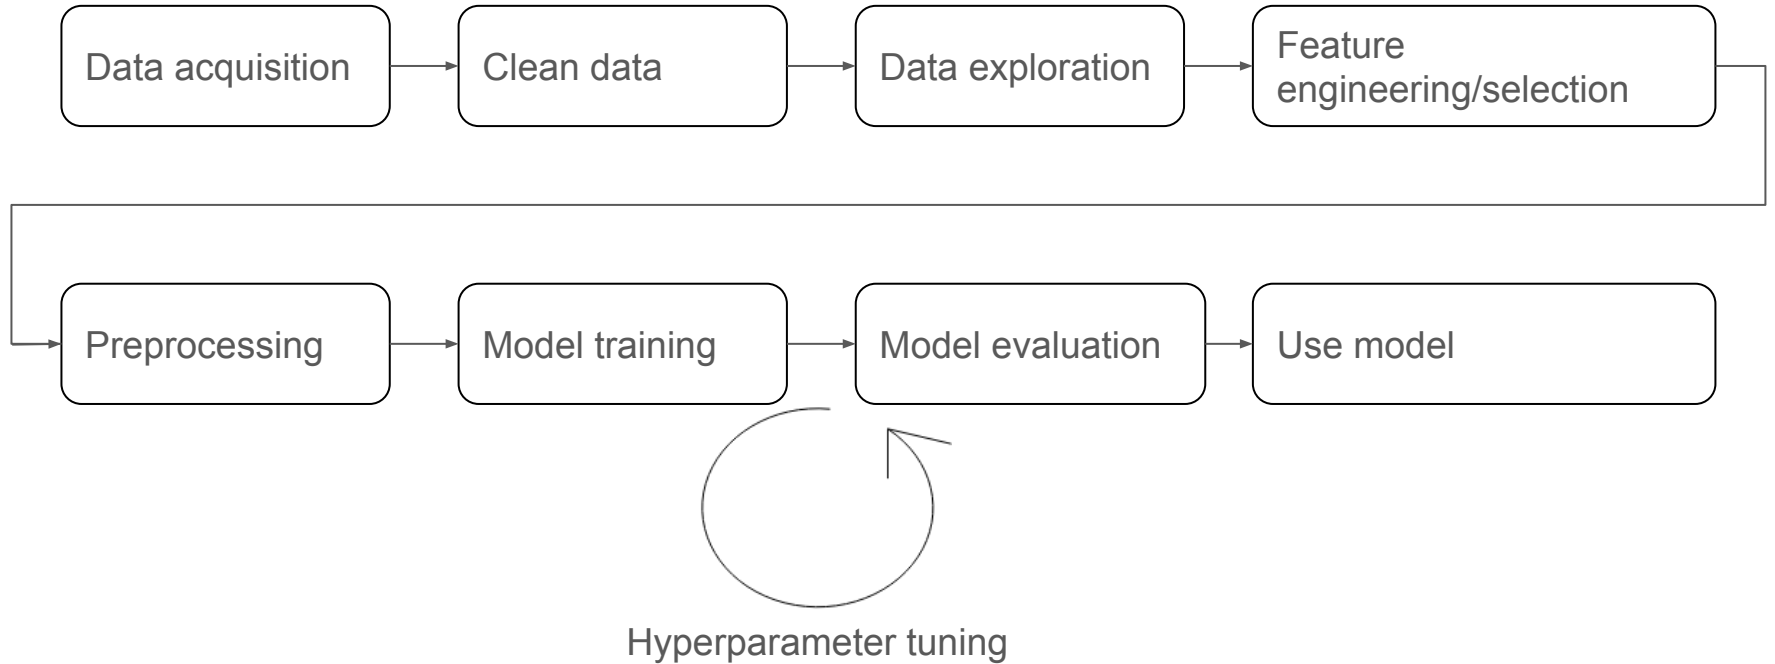 Data acquisition
Clean data
Data exploration
Feature
engineering/selection
Preprocessing
Model training
Model evaluation
Use model
Hyperparameter tuning